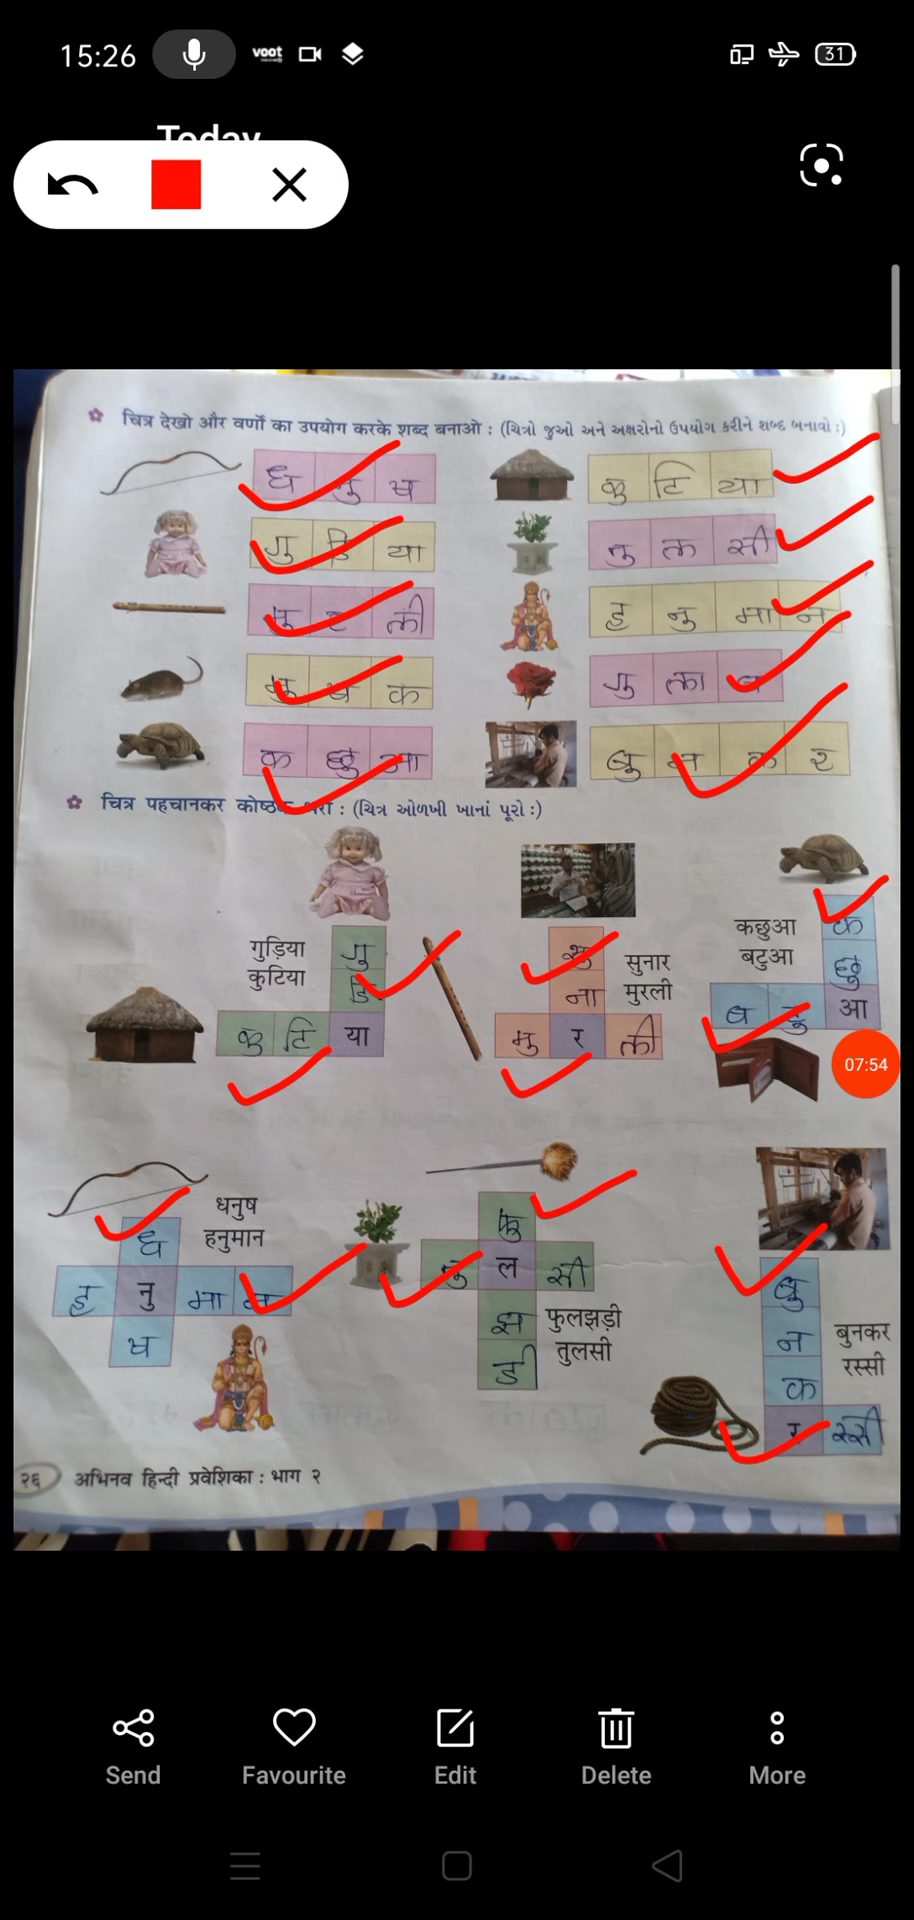 15:26
voot
31
Today
चित्र देखो और वर्णों का उपयोग करके शब्द बनाओ : (ચિત્રો જુઓ અને અક્ષરોનો ઉપયોગ કરીને શબ્દ બનાવો :)
ध नु ष
कु टि या
गु डि या
तु ल सी
मु र ली
ह नु मा न
मु ष क
गु ला ब
क छु आ
बु न क र
चित्र पहचानकर कोष्ठक भरो : (ચિત્ર ઓળખી ખાનાં પૂરો :)
गुड़िया
कुटिया
गु
डि
कु टि या
सु
ना
मु र ली
सुनार
मुरली
कछुआ
बटुआ
क
छु
ब टु आ
07:54
धनुष
हनुमान
ध
ह नु मा न
ष
फु
तु ल सी
झ
डी
फुलझड़ी
तुलसी
बु
न
क
र स्सी
बुनकर
रस्सी
२६ अभिनव हिन्दी प्रवेशिका : भाग २
Send Favourite Edit Delete More